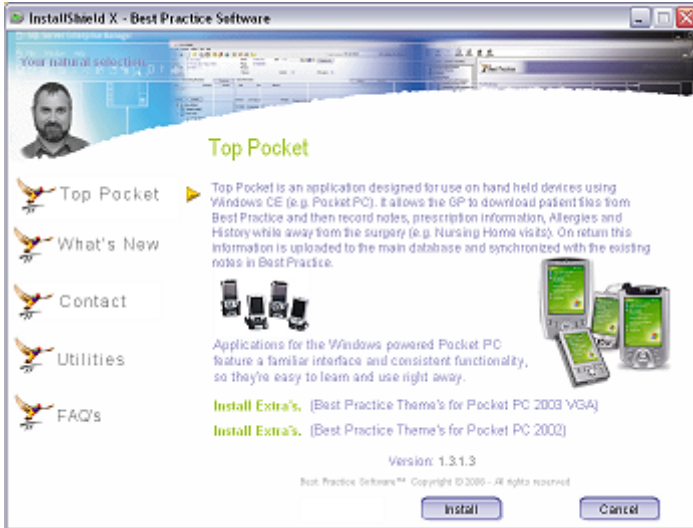 InstallShield X - Best Practice Software
SQL Server Enterprise Manager
Your natural selection
Top Pocket
Top Pocket
Top Pocket is an application designed for use on hand held devices using
Windows CE (e.g. Pocket PC). It allows the GP to download patient files from
Best Practice and then record notes, prescription information, Allergies and
History while away from the surgery (e.g. Nursing Home visits). On return this
information is uploaded to the main database and synchronized with the existing
notes in Best Practice.
What's New
Contact
Utilities
FAQ's
Applications for the Windows powered Pocket PC
feature a familiar interface and consistent functionality,
so they're easy to learn and use right away.
Install Extra's. (Best Practice Theme's for Pocket PC 2003 VGA)
Install Extra's. (Best Practice Theme's for Pocket PC 2002)
Version: 1.3.1.3
Best Practice Software™ Copyright © 2006 - All rights reserved
Install
Cancel